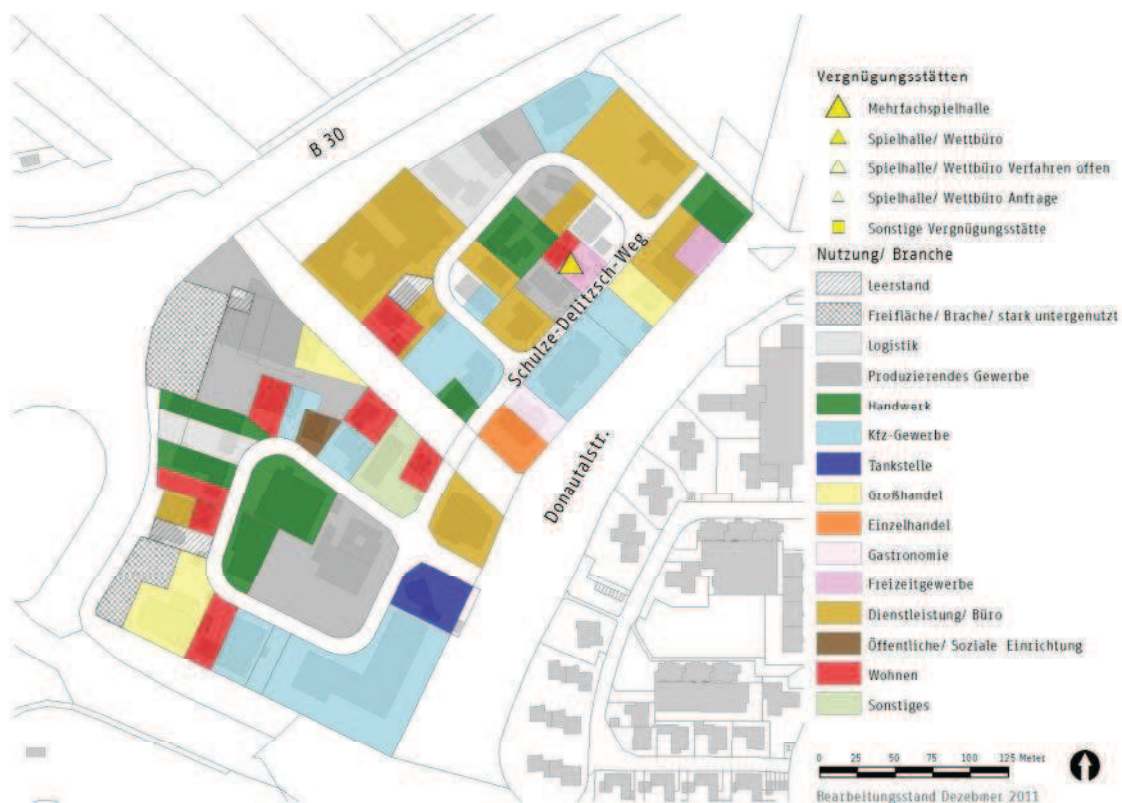 B 30
Schulze-Delitzsch-Weg
Donautalstr.
Vergnügungsstätten
Mehrfachspielhalle
Spielhalle/ Wettbüro
Spielhalle/ Wettbüro Verfahren offen
Spielhalle/ Wettbüro Anfrage
Sonstige Vergnügungsstätte
Nutzung/ Branche
Leerstand
Freifläche/ Brache/ stark untergenutzt
Logistik
Produzierendes Gewerbe
Handwerk
Kfz-Gewerbe
Tankstelle
Großhandel
Einzelhandel
Gastronomie
Freizeitgewerbe
Dienstleistung/ Büro
Öffentliche/ Soziale Einrichtung
Wohnen
Sonstiges
0 25 50 75 100 125 Meter
Bearbeitungsstand Dezebmer 2011